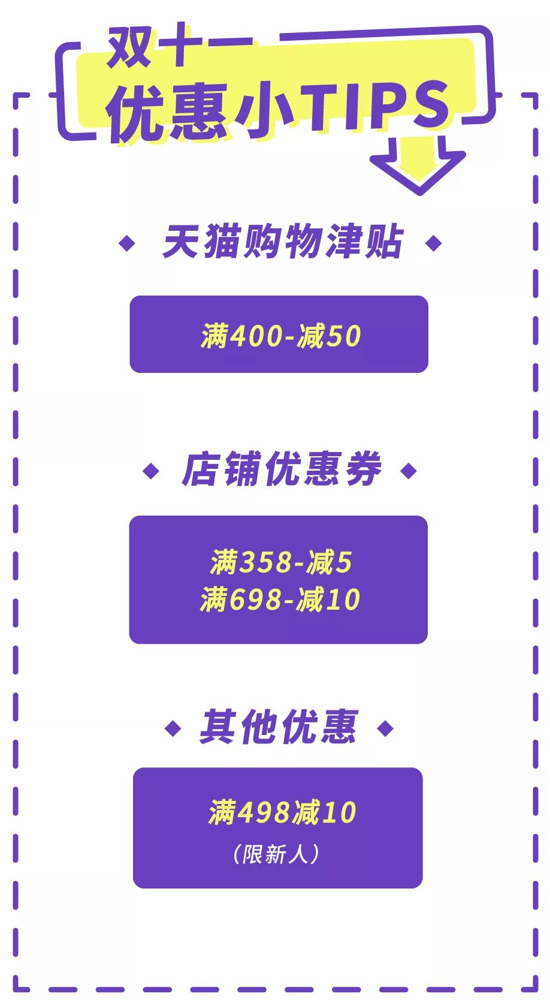 双十一
优惠小TIPS
天猫购物津贴
满400-减50
店铺优惠券
满358-减5
满698-减10
其他优惠
满498减10
（限新人）